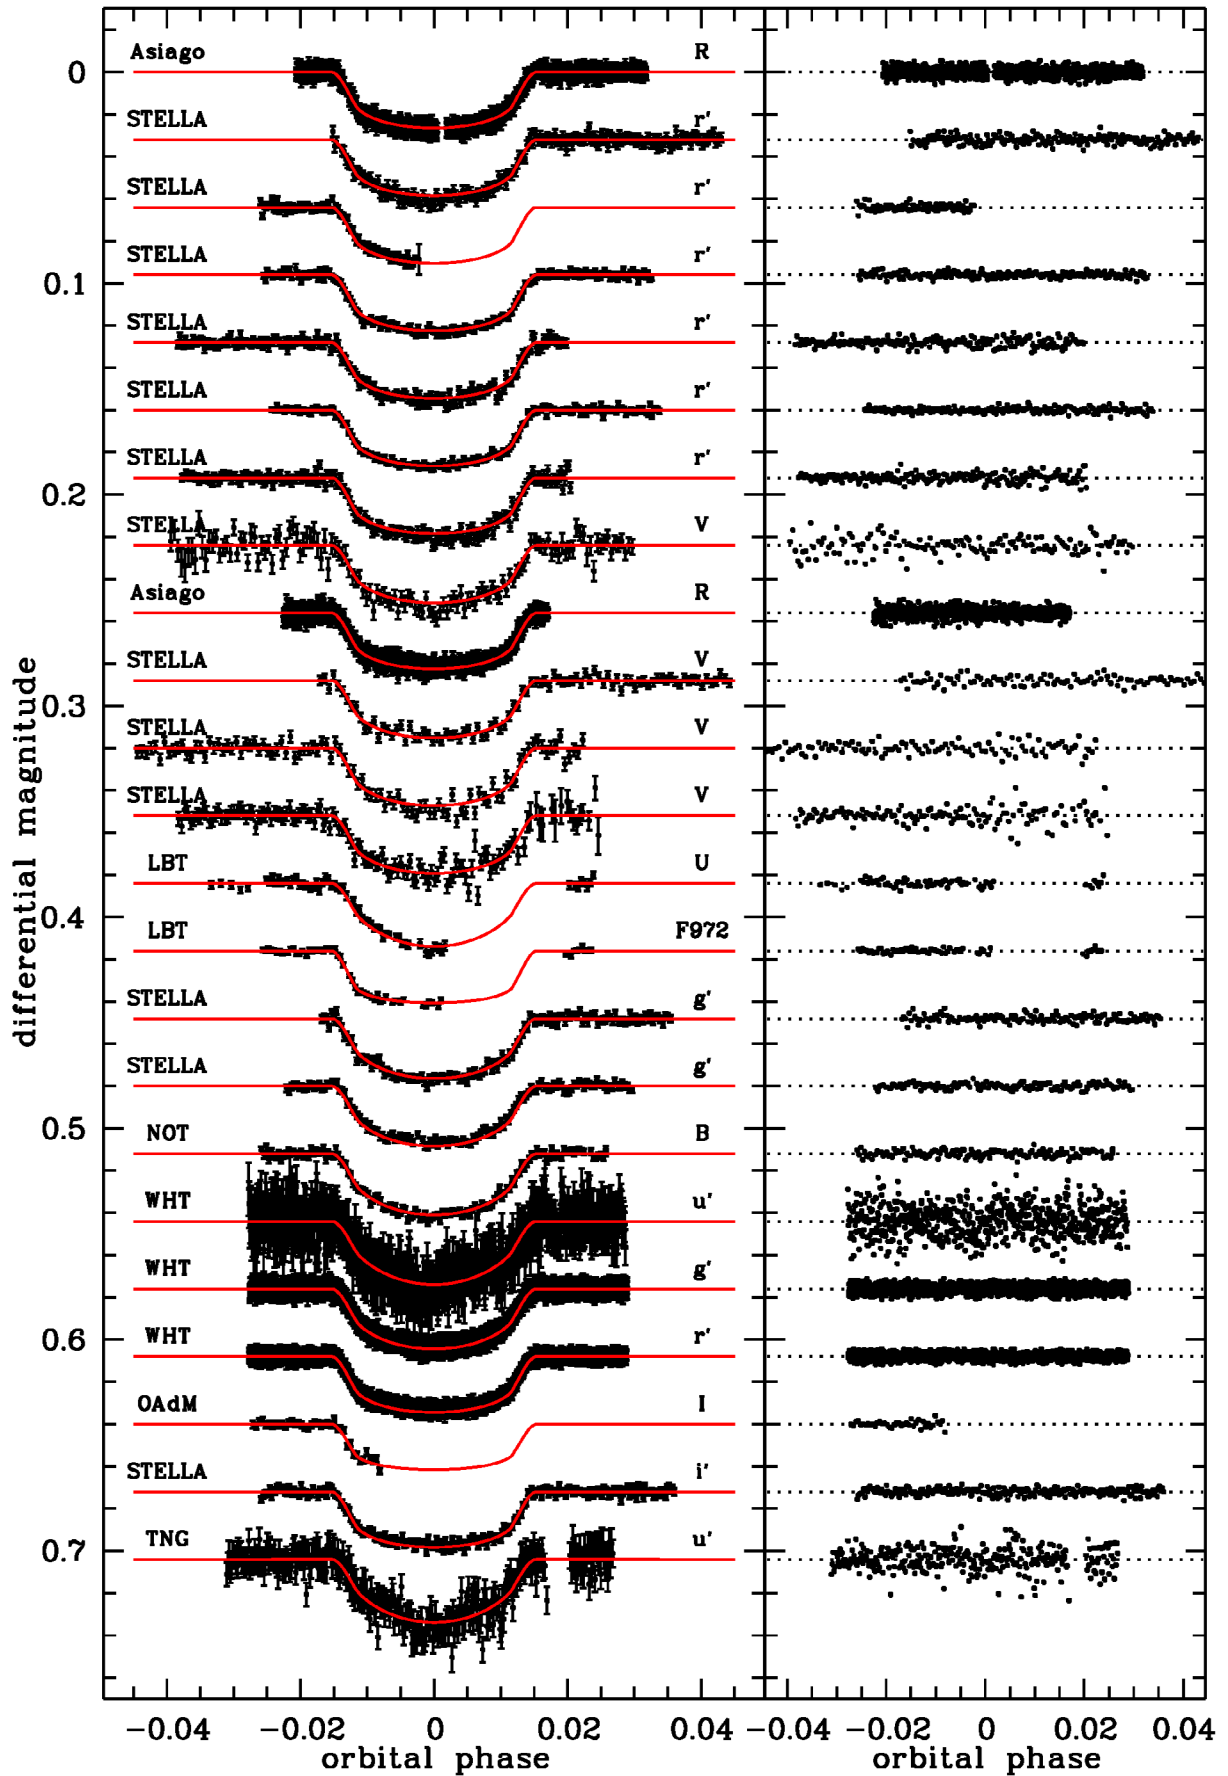 Asiago R
0
STELLA r'
STELLA r'
STELLA r'
0.1
STELLA r'
STELLA r'
STELLA r'
0.2
STELLA V
Asiago R
STELLA V
0.3
STELLA V
STELLA V
LBT U
0.4
LBT F972
STELLA g'
STELLA g'
0.5
NOT B
WHT u'
WHT g'
0.6
WHT r'
OAdM I
STELLA i'
0.7
TNG u'
differential magnitude
-0.04 -0.02 0 0.02 0.04
-0.04 -0.02 0 0.02 0.04
orbital phase
orbital phase